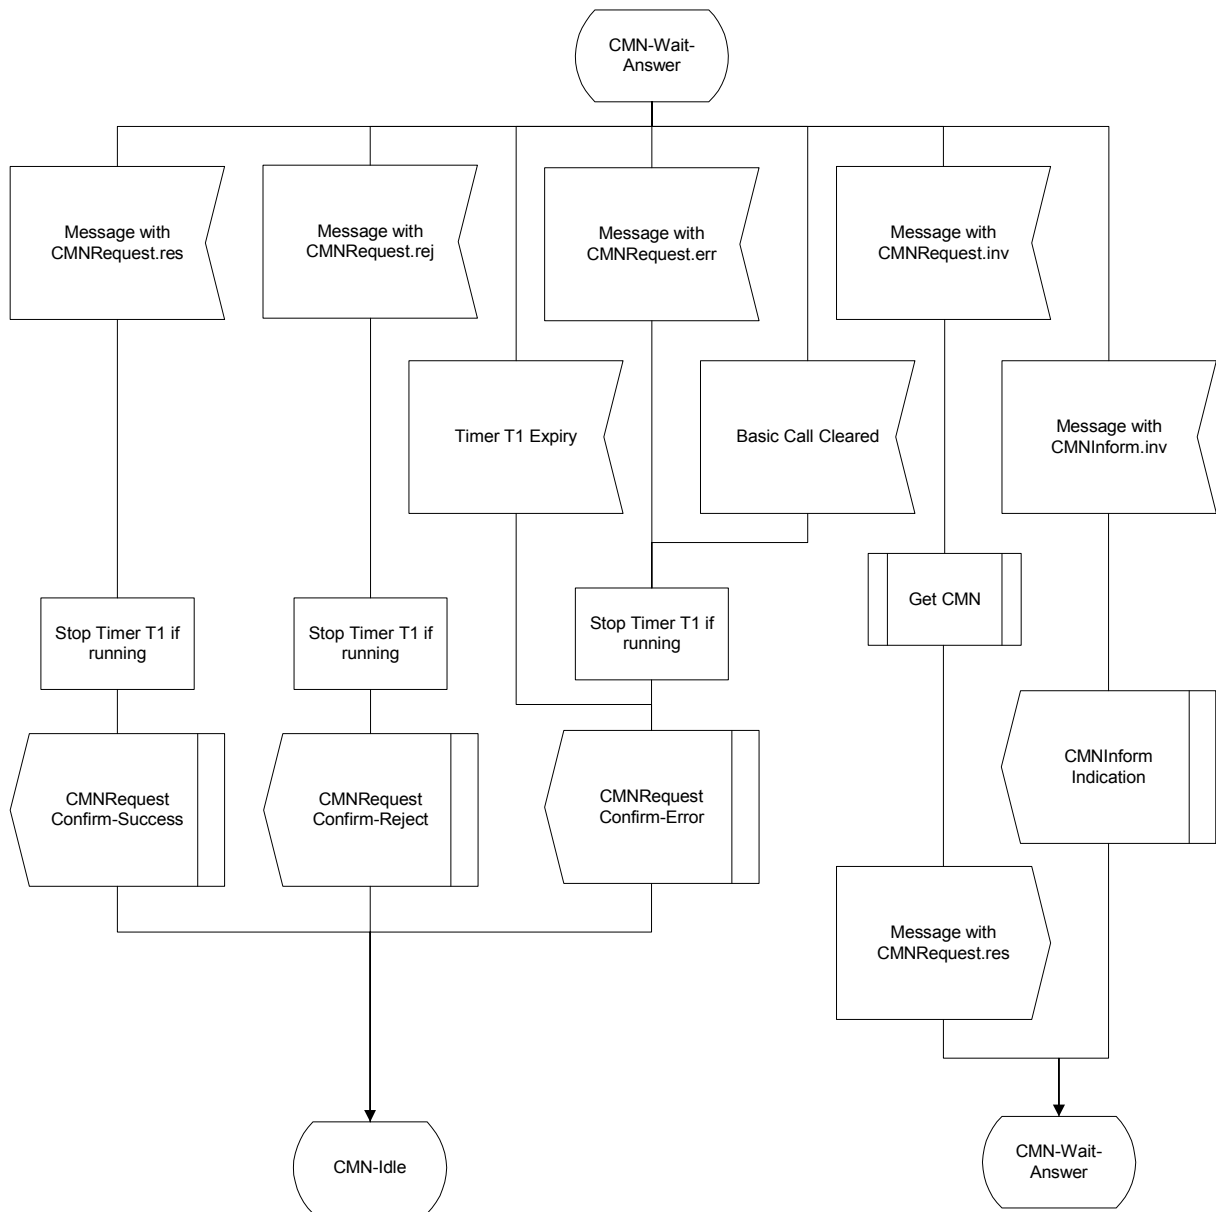 CMN-Wait-
Answer
Message with
CMNRequest.res
Message with
CMNRequest.rej
Message with
CMNRequest.err
Message with
CMNRequest.inv
Timer T1 Expiry
Basic Call Cleared
Message with
CMNInform.inv
Stop Timer T1 if
running
Stop Timer T1 if
running
Stop Timer T1 if
running
Get CMN
CMNRequest
Confirm-Success
CMNRequest
Confirm-Reject
CMNRequest
Confirm-Error
CMNInform
Indication
Message with
CMNRequest.res
CMN-Idle
CMN-Wait-
Answer